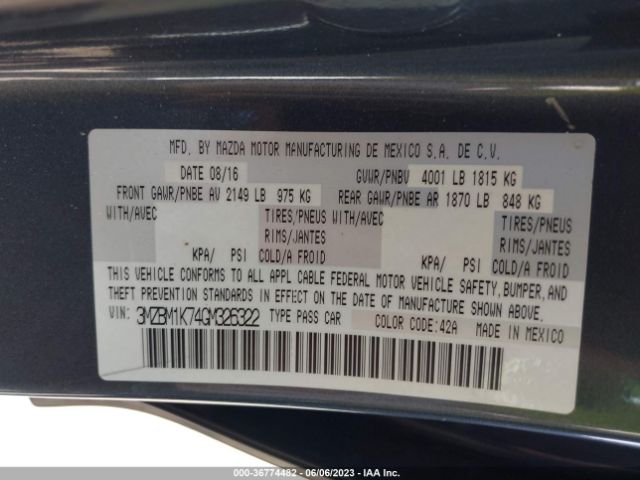 MFD. BY MAZDA MOTOR MANUFACTURING DE MEXICO S.A. DE C.V.
DATE 08/16 GVWR/PNBV 4001 LB 1815 KG
FRONT GAWR/PNBE AV 2149 LB 975 KG REAR GAWR/PNBE AR 1870 LB 848 KG
WITH/AVEC TIRES/PNEUS WITH/AVEC TIRES/PNEUS
RIMS/JANTES RIMS/JANTES
KPA/ PSI COLD/A FROID KPA/ PSI COLD/A FROID
THIS VEHICLE CONFORMS TO ALL APPL CABLE FEDERAL MOTOR VEHICLE SAFETY, BUMPER, AND
THEFT PREVENTION STANDARDS IN EFFECT ON THE DATE OF MANUFACTURE SHOWN ABOVE.
VIN: 3MZBM1K74GM326322 TYPE PASS CAR COLOR CODE:42A MADE IN MEXICO
COPART - 36774482 - 06/06/2023 - IAA Inc.